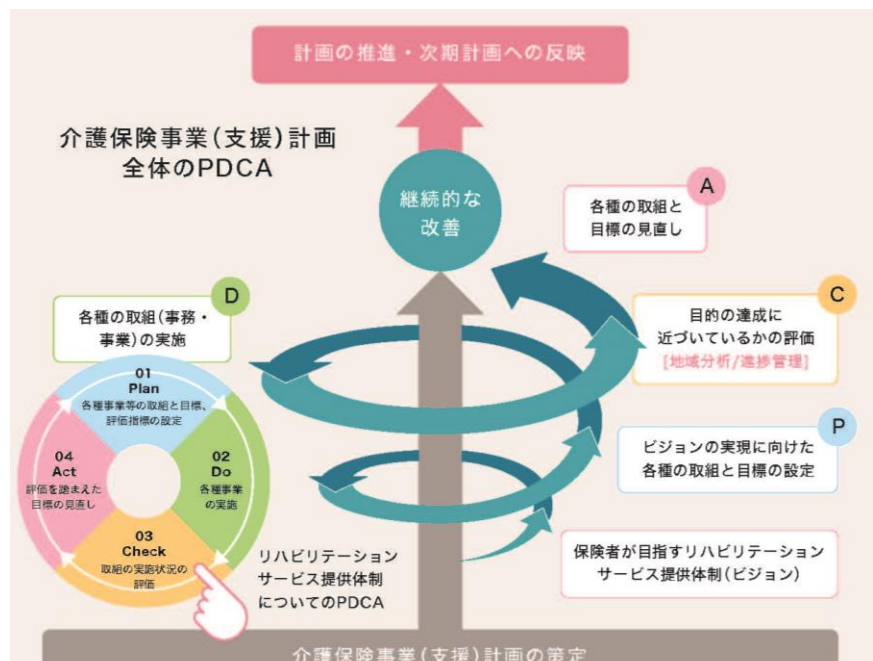 計画の推進・次期計画への反映
介護保険事業(支援)計画
全体のPDCA
継続的な
改善
A
各種の取組と
目標の見直し
D
各種の取組(事務・
事業)の実施
C
目的の達成に
近づいているかの評価
[地域分析/進捗管理]
01
Plan
各種事業等の取組と目標、
評価指標の設定
02
Do
各種事業
の実施
03
Check
取組の実施状況の
評価
04
Act
評価を踏まえた
目標の見直し
P
ビジョンの実現に向けた
各種の取組と目標の設定
リハビリテーション
サービス提供体制
についてのPDCA
保険者が目指すリハビリテーション
サービス提供体制(ビジョン)
介護保険事業(支援)計画の策定